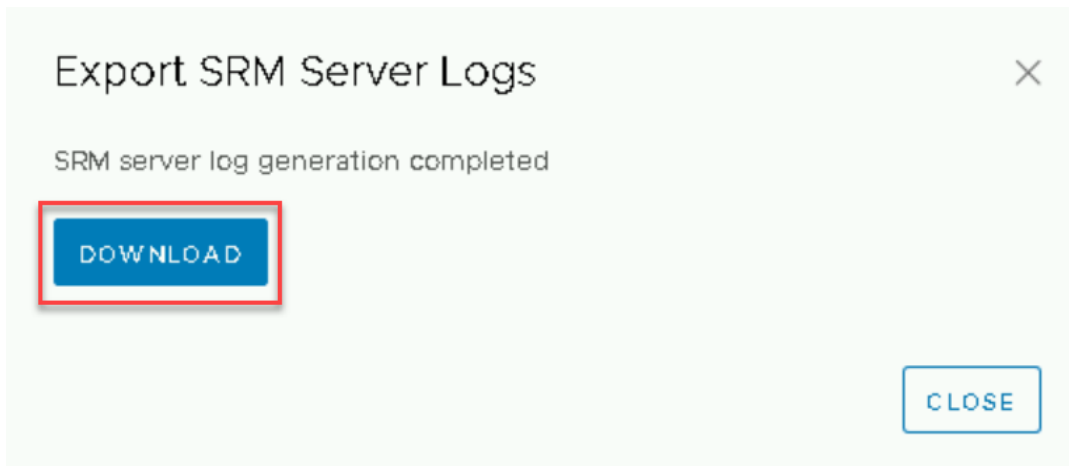 Export SRM Server Logs
SRM server log generation completed
DOWNLOAD
CLOSE